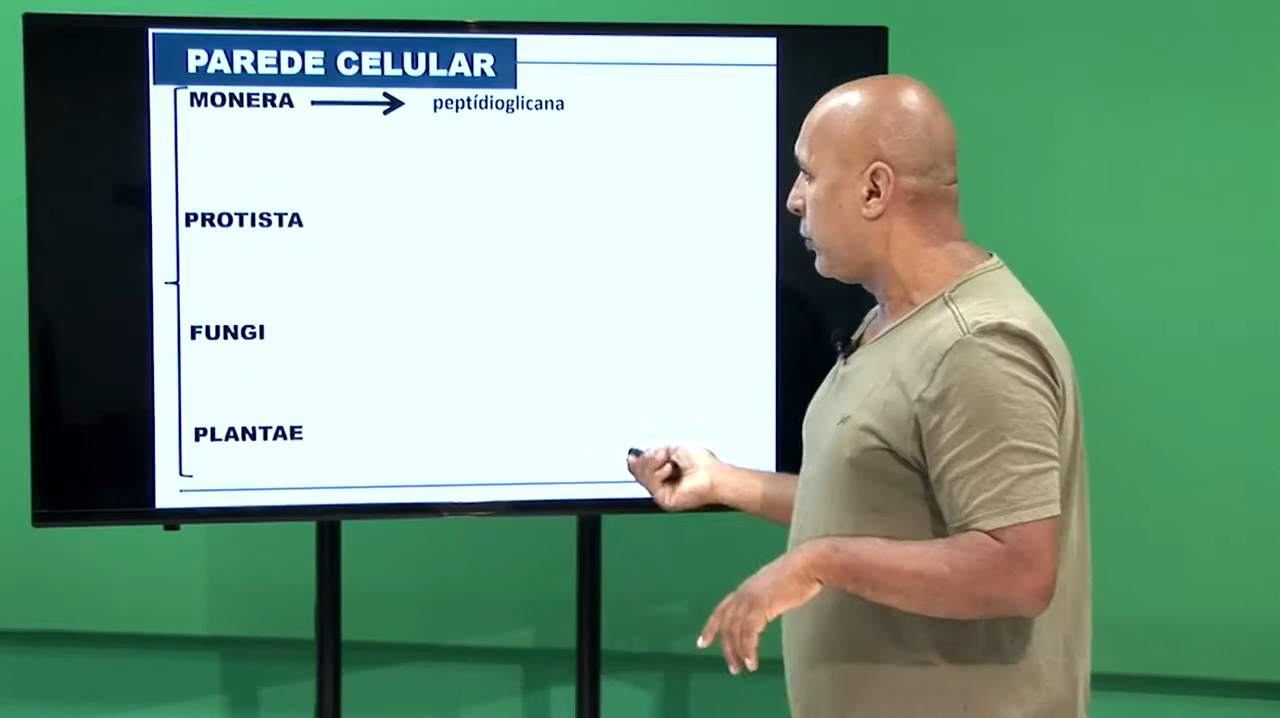 PAREDE CELULAR
MONERA peptídioglicana
PROTISTA
FUNGI
PLANTAE